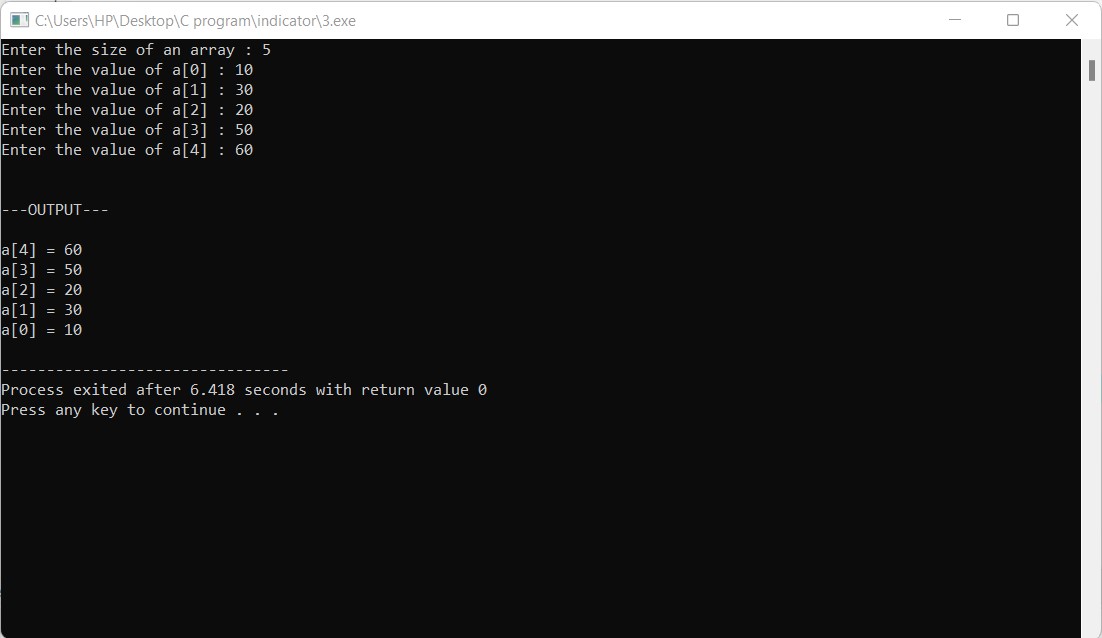 C:\Users\HP\Desktop\C program\indicator\3.exe
Enter the size of an array : 5
Enter the value of a[0] : 10
Enter the value of a[1] : 30
Enter the value of a[2] : 20
Enter the value of a[3] : 50
Enter the value of a[4] : 60
---OUTPUT---
a[4] = 60
a[3] = 50
a[2] = 20
a[1] = 30
a[0] = 10
--------------------------------
Process exited after 6.418 seconds with return value 0
Press any key to continue . . .